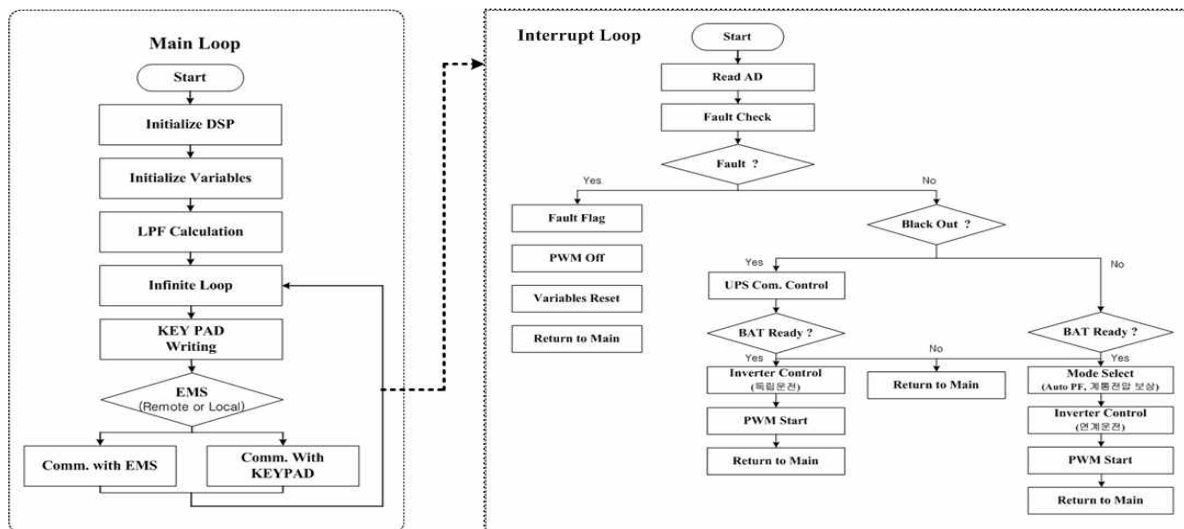 Main Loop
Start
Initialize DSP
Initialize Variables
LPF Calculation
Infinite Loop
KEY PAD
Writing
EMS
(Remote or Local)
Comm. with EMS
Comm. With
KEYPAD
Interrupt Loop
Start
Read AD
Fault Check
Fault ?
Yes
No
Fault Flag
PWM Off
Variables Reset
Return to Main
Black Out ?
Yes
No
UPS Com. Control
BAT Ready ?
BAT Ready ?
Yes
No
Yes
Inverter Control
(독립운전)
PWM Start
Return to Main
Return to Main
Mode Select
(Auto PF, 계통전압 보상)
Inverter Control
(연계운전)
PWM Start
Return to Main